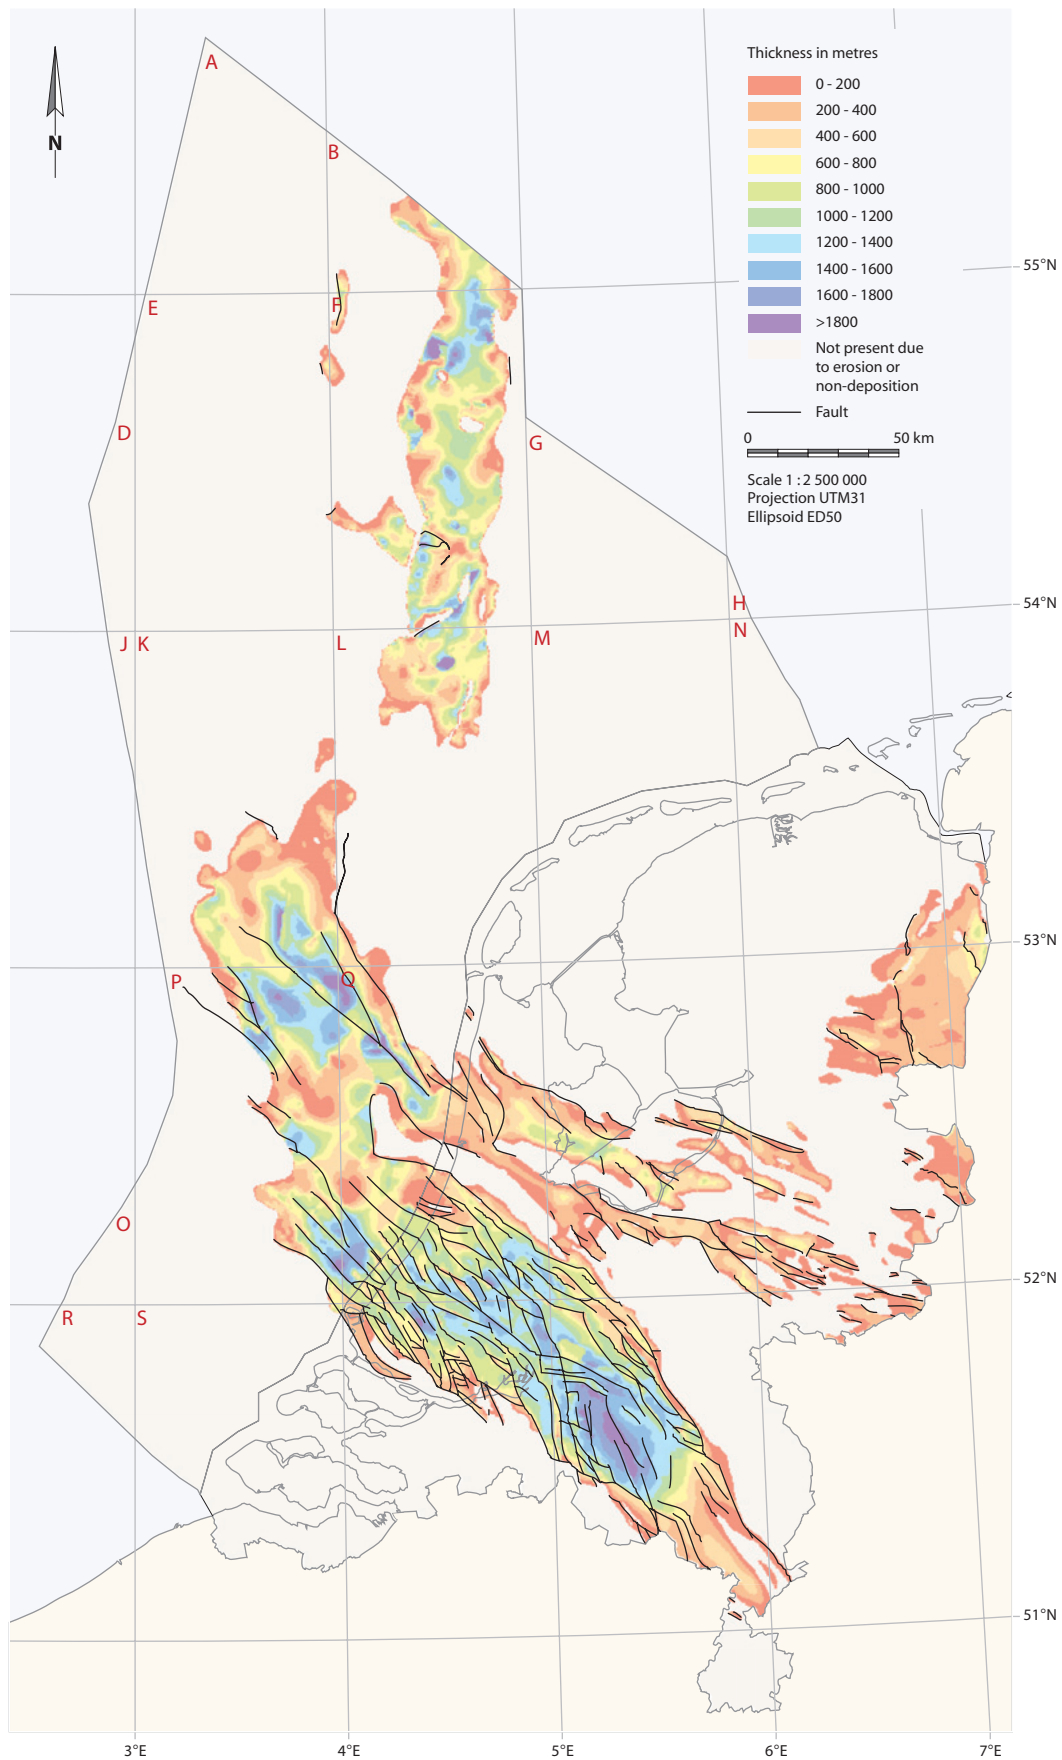 A
B
N
Thickness in metres
0 - 200
200 - 400
400 - 600
600 - 800
800 - 1000
1000 - 1200
1200 - 1400
1400 - 1600
1600 - 1800
>1800
Not present due
to erosion or
non-deposition
Fault
0 50 km
Scale 1 : 2 500 000
Projection UTM31
Ellipsoid ED50
55°N
E
F
D
G
54°N
H
J K
L
M
N
53°N
P
Q
O
52°N
R
S
51°N
3°E
4°E
5°E
6°E
7°E